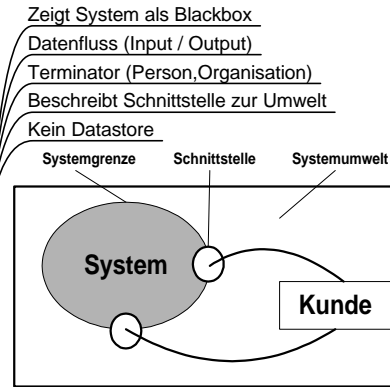 Zeigt System als Blackbox
Datenfluss (Input / Output)
Terminator (Person,Organisation)
Beschreibt Schnittstelle zur Umwelt
Kein Datastore
Systemgrenze Schnittstelle Systemumwelt
System
Kunde